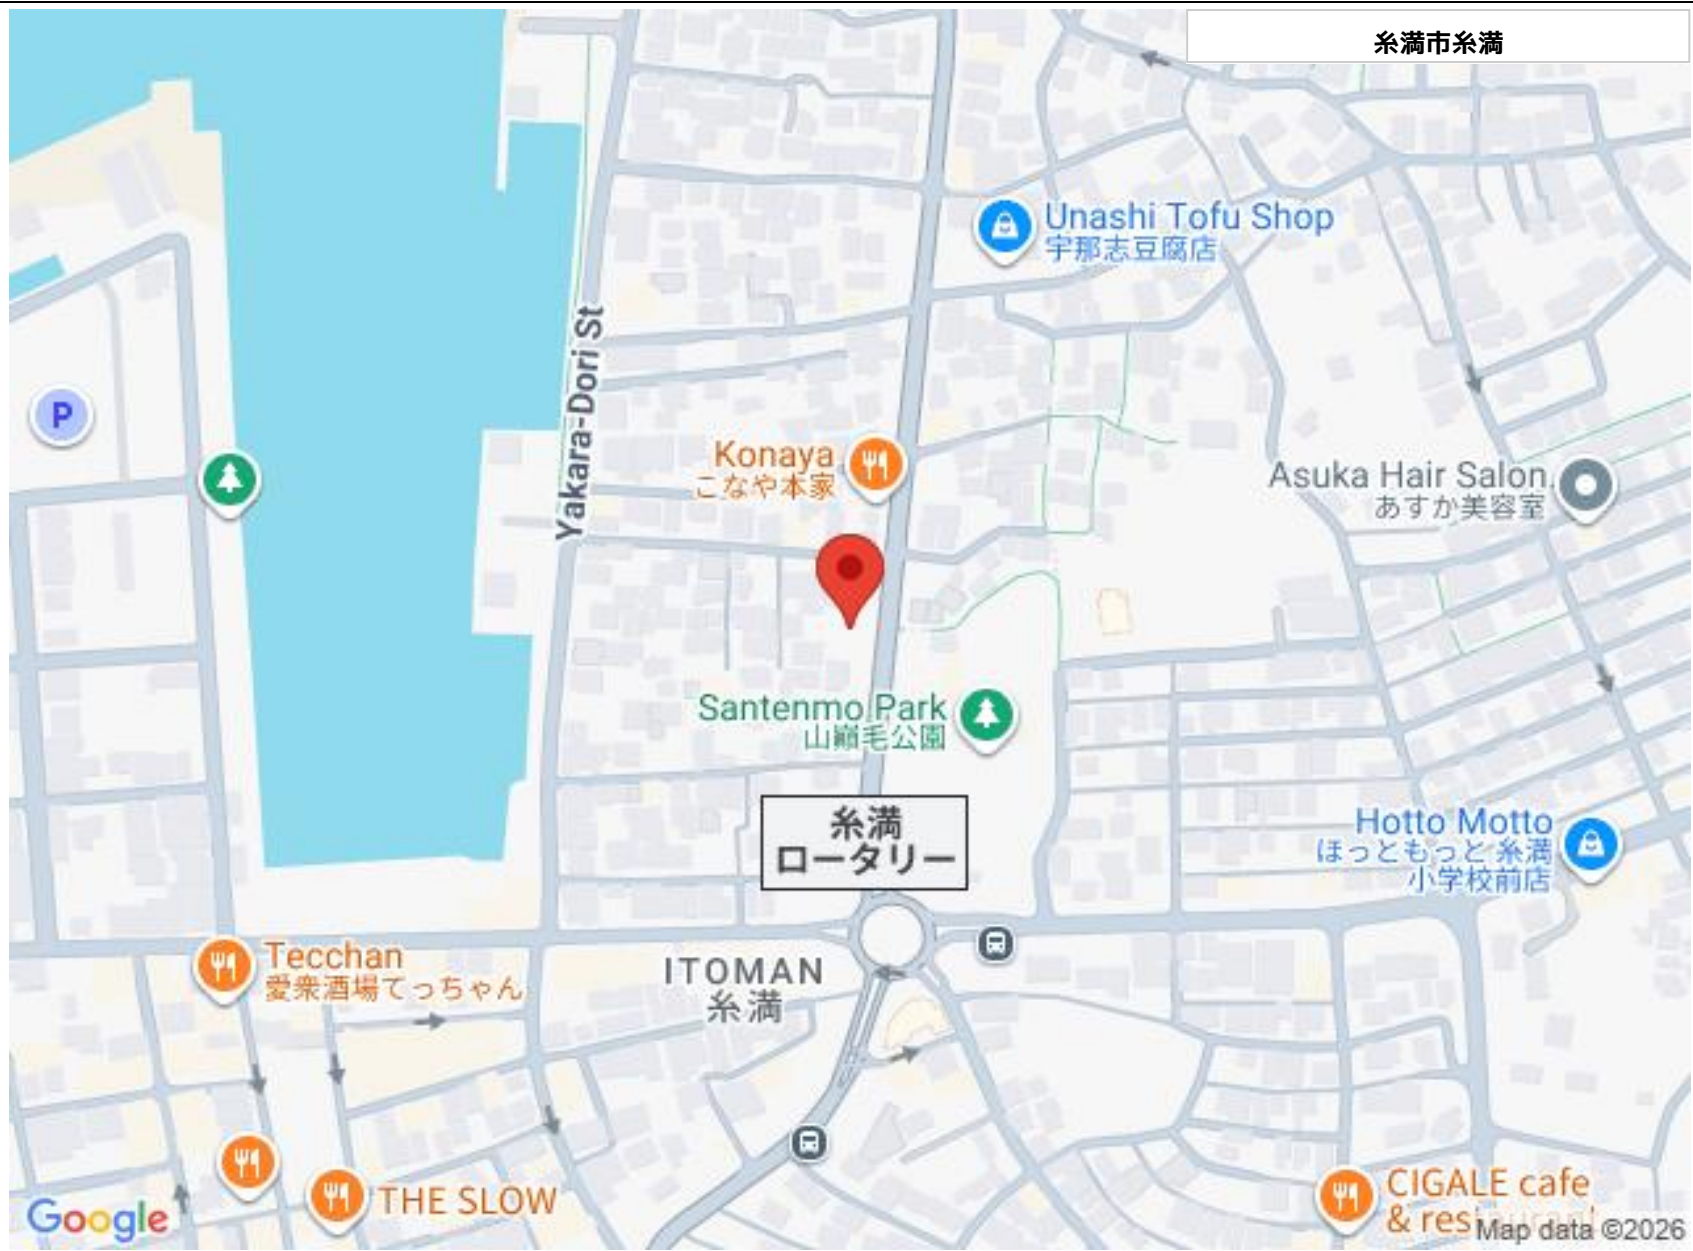 糸満市糸満
Unashi Tofu Shop
宇那志豆腐店
Yakara-Dori St
P
Konaya
こなや本家
Asuka Hair Salon
あすか美容室
Santenmo Park
山巓毛公園
糸満
ロータリー
Hotto Motto
ほっともっと 糸満
小学校前店
Tecchan
愛衆酒場てっちゃん
ITOMAN
糸満
THE SLOW
CIGALE cafe
& restaurant
Google
Map data ©2026